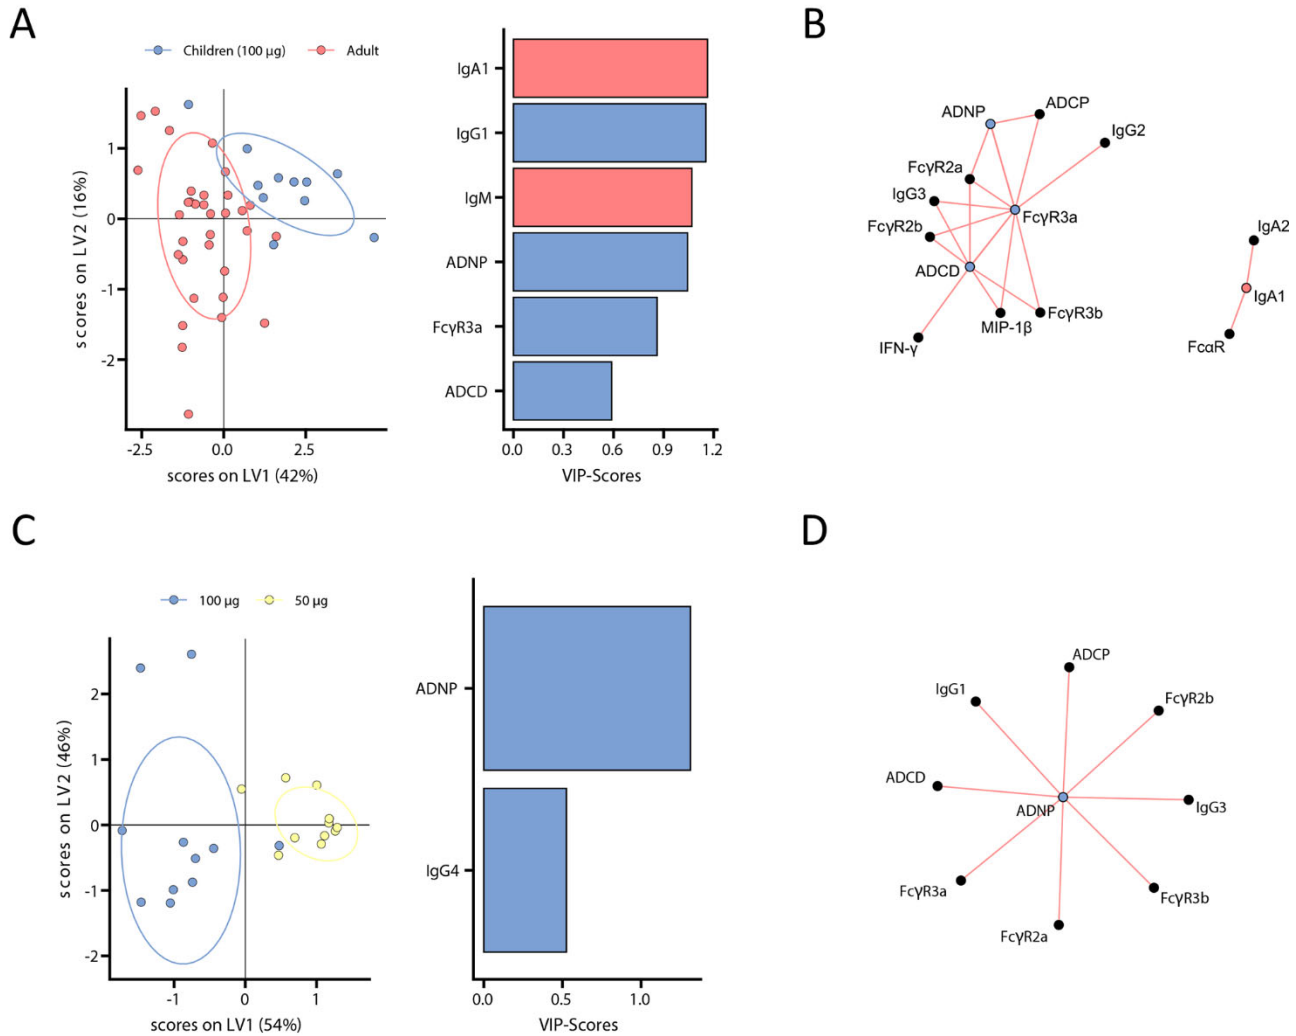 A
Children (100 µg) Adult
scores on LV2 (16%)
1
0
-1
-2
-2.5 0.0 2.5
scores on LV1 (42%)
IgA1
IgG1
IgM
ADNP
FcγR3a
ADCD
0.0 0.3 0.6 0.9 1.2
VIP-Scores
B
ADNP
ADCP
IgG2
FcγR2a
IgG3
FcγR3a
FcγR2b
ADCD
IFN-γ
MIP-1β
FcγR3b
IgA2
IgA1
FcαR
C
100 µg 50 µg
scores on LV2 (46%)
2
1
0
-1
-2
-1 0 1
scores on LV1 (54%)
ADNP
IgG4
0.0 0.5 1.0
VIP-Scores
D
ADCP
IgG1
FcγR2b
ADCD
ADNP
IgG3
FcγR3a
FcγR3b
FcγR2a